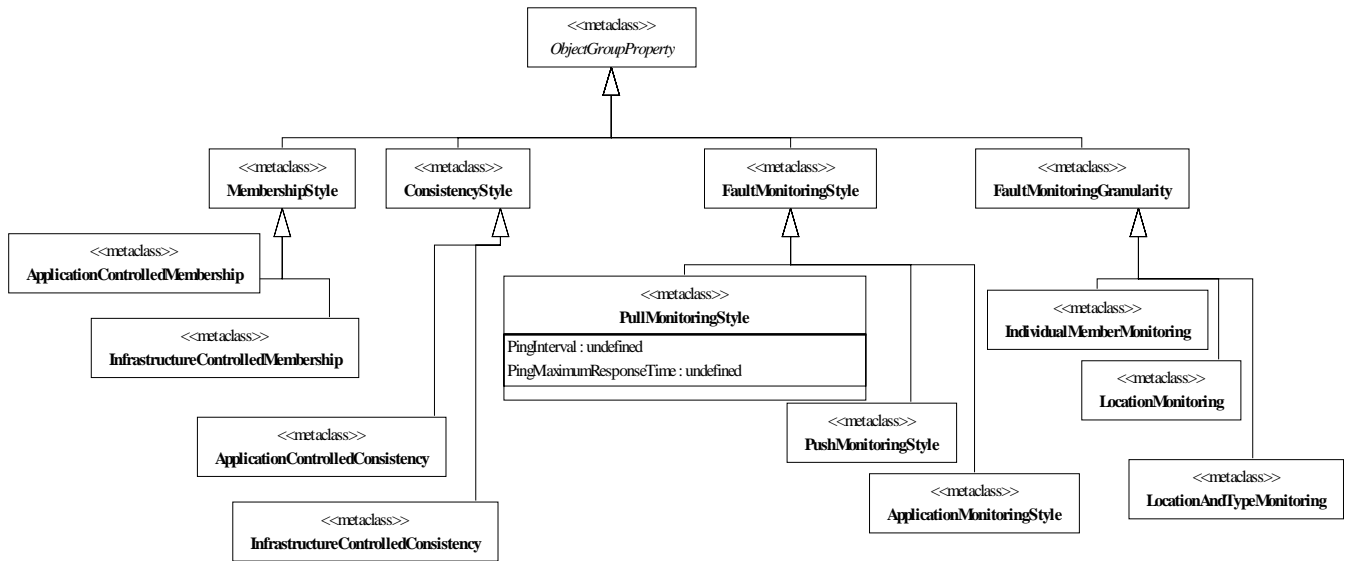 <<metaclass>>
ObjectGroupProperty
<<metaclass>>
MembershipStyle
<<metaclass>>
ConsistencyStyle
<<metaclass>>
FaultMonitoringStyle
<<metaclass>>
FaultMonitoringGranularity
<<metaclass>>
ApplicationControlledMembership
<<metaclass>>
InfrastructureControlledMembership
<<metaclass>>
ApplicationControlledConsistency
<<metaclass>>
InfrastructureControlledConsistency
<<metaclass>>
PullMonitoringStyle
PingInterval : undefined
PingMaximumResponseTime : undefined
<<metaclass>>
PushMonitoringStyle
<<metaclass>>
ApplicationMonitoringStyle
<<metaclass>>
IndividualMemberMonitoring
<<metaclass>>
LocationMonitoring
<<metaclass>>
LocationAndTypeMonitoring